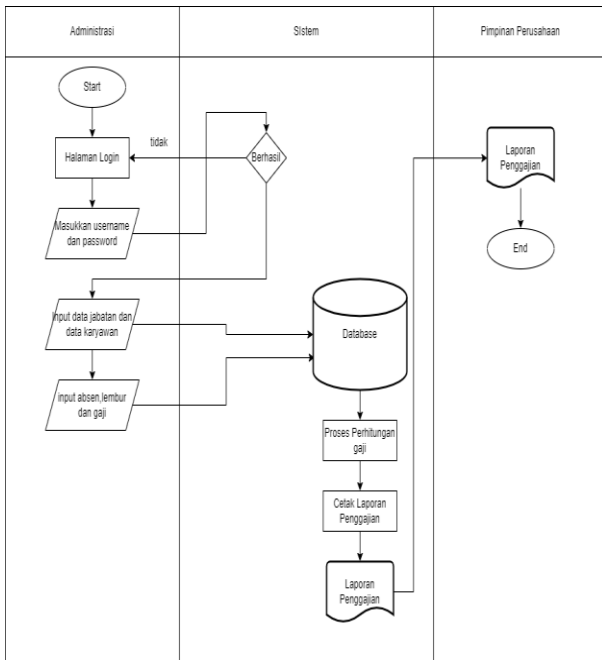 Administrasi
SIstem
Pimpinan Perusahaan
Start
Halaman Login
tidak
Berhasil
Masukkan username
dan password
Input data jabatan dan
data karyawan
input absen,lembur
dan gaji
Database
Proses Perhitungan
gaji
Cetak Laporan
Penggajian
Laporan
Penggajian
Laporan
Penggajian
End